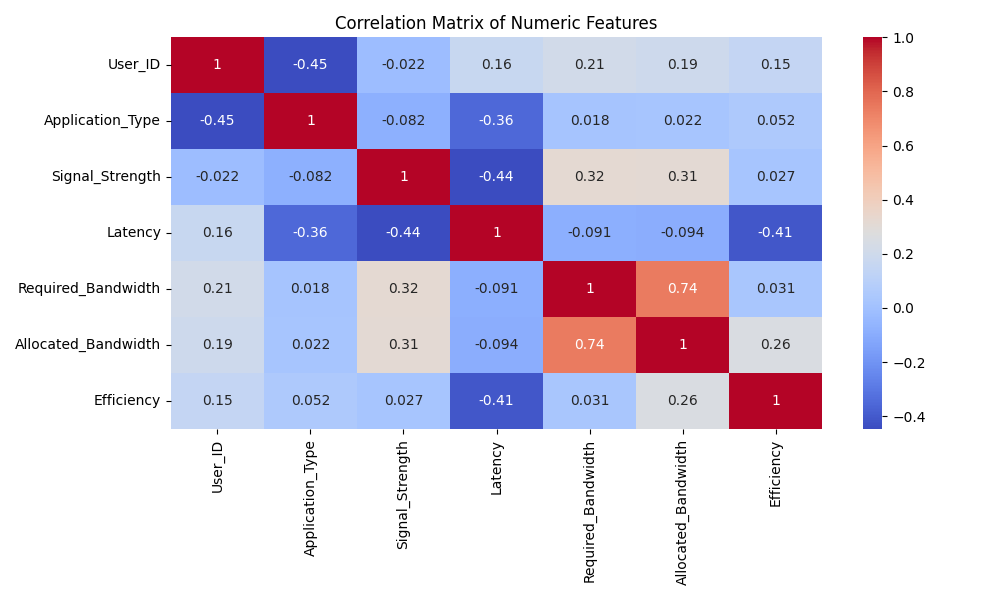 Correlation Matrix of Numeric Features
User_ID 1 -0.45 -0.022 0.16 0.21 0.19 0.15
Application_Type -0.45 1 -0.082 -0.36 0.018 0.022 0.052
Signal_Strength -0.022 -0.082 1 -0.44 0.32 0.31 0.027
Latency 0.16 -0.36 -0.44 1 -0.091 -0.094 -0.41
Required_Bandwidth 0.21 0.018 0.32 -0.091 1 0.74 0.031
Allocated_Bandwidth 0.19 0.022 0.31 -0.094 0.74 1 0.26
Efficiency 0.15 0.052 0.027 -0.41 0.031 0.26 1
User_ID
Application_Type
Signal_Strength
Latency
Required_Bandwidth
Allocated_Bandwidth
Efficiency
1.0
0.8
0.6
0.4
0.2
0.0
−0.2
−0.4